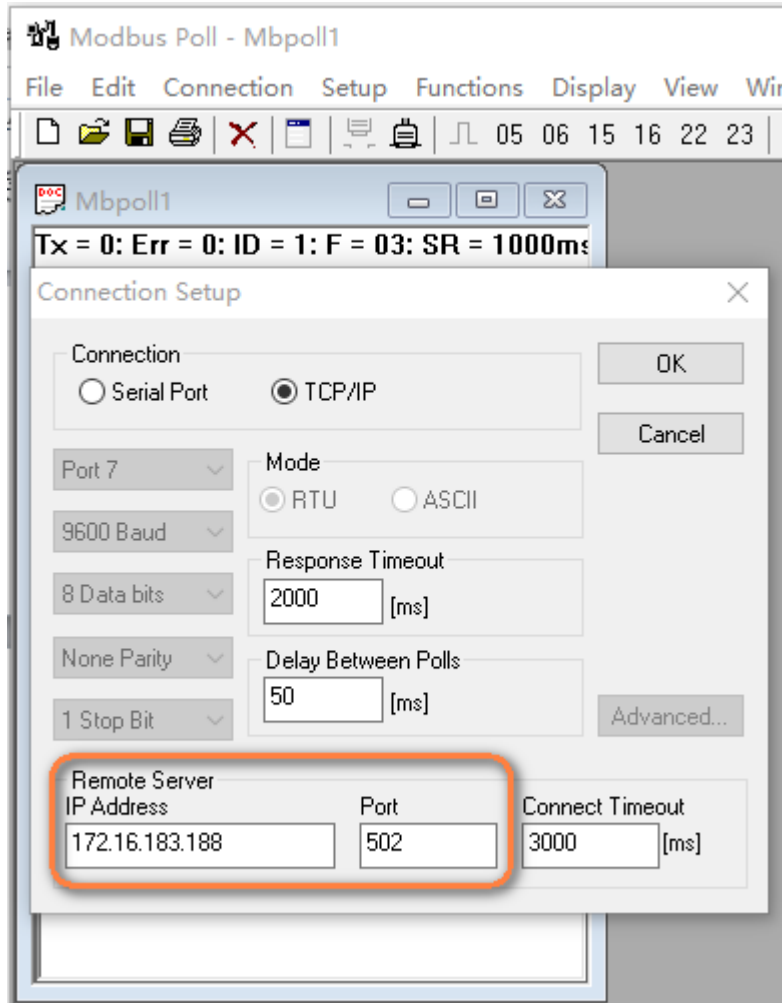 Modbus Poll - Mbpoll1
File Edit Connection Setup Functions Display View
05 06 15 16 22 23
DOC
Mbpoll1
Tx = 0: Err = 0: ID = 1: F = 03: SR = 1000ms
Connection Setup
Connection
Serial Port TCP/IP
OK
Cancel
Port 7
Mode
RTU ASCII
9600 Baud
Response Timeout
2000 [ms]
8 Data bits
None Parity
Delay Between Polls
50 [ms]
1 Stop Bit
Advanced...
Remote Server
IP Address Port Connect Timeout
172.16.183.188 502 3000 [ms]